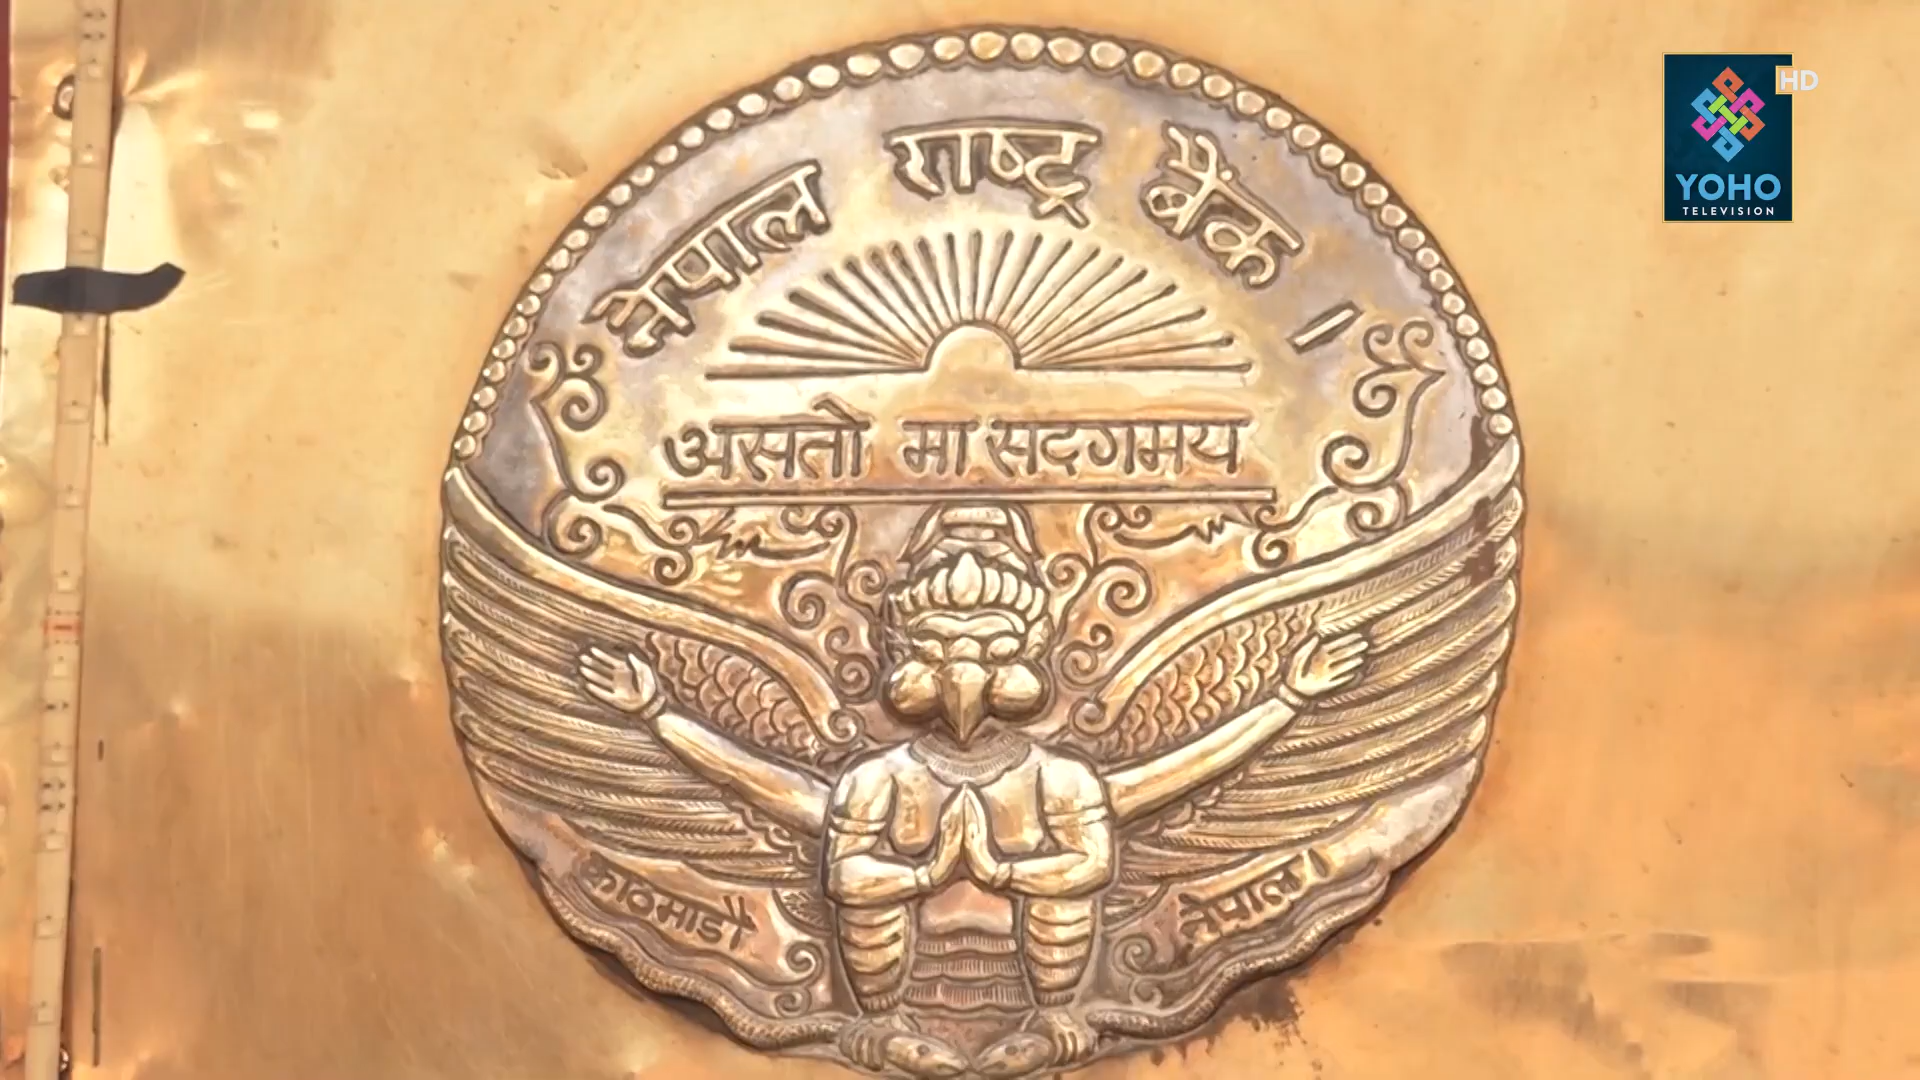 नेपाल राष्ट्र बैंक ।
असतो मा सदगमय
काठमाडौ
नेपाल।
HD
YOHO
TELEVISION